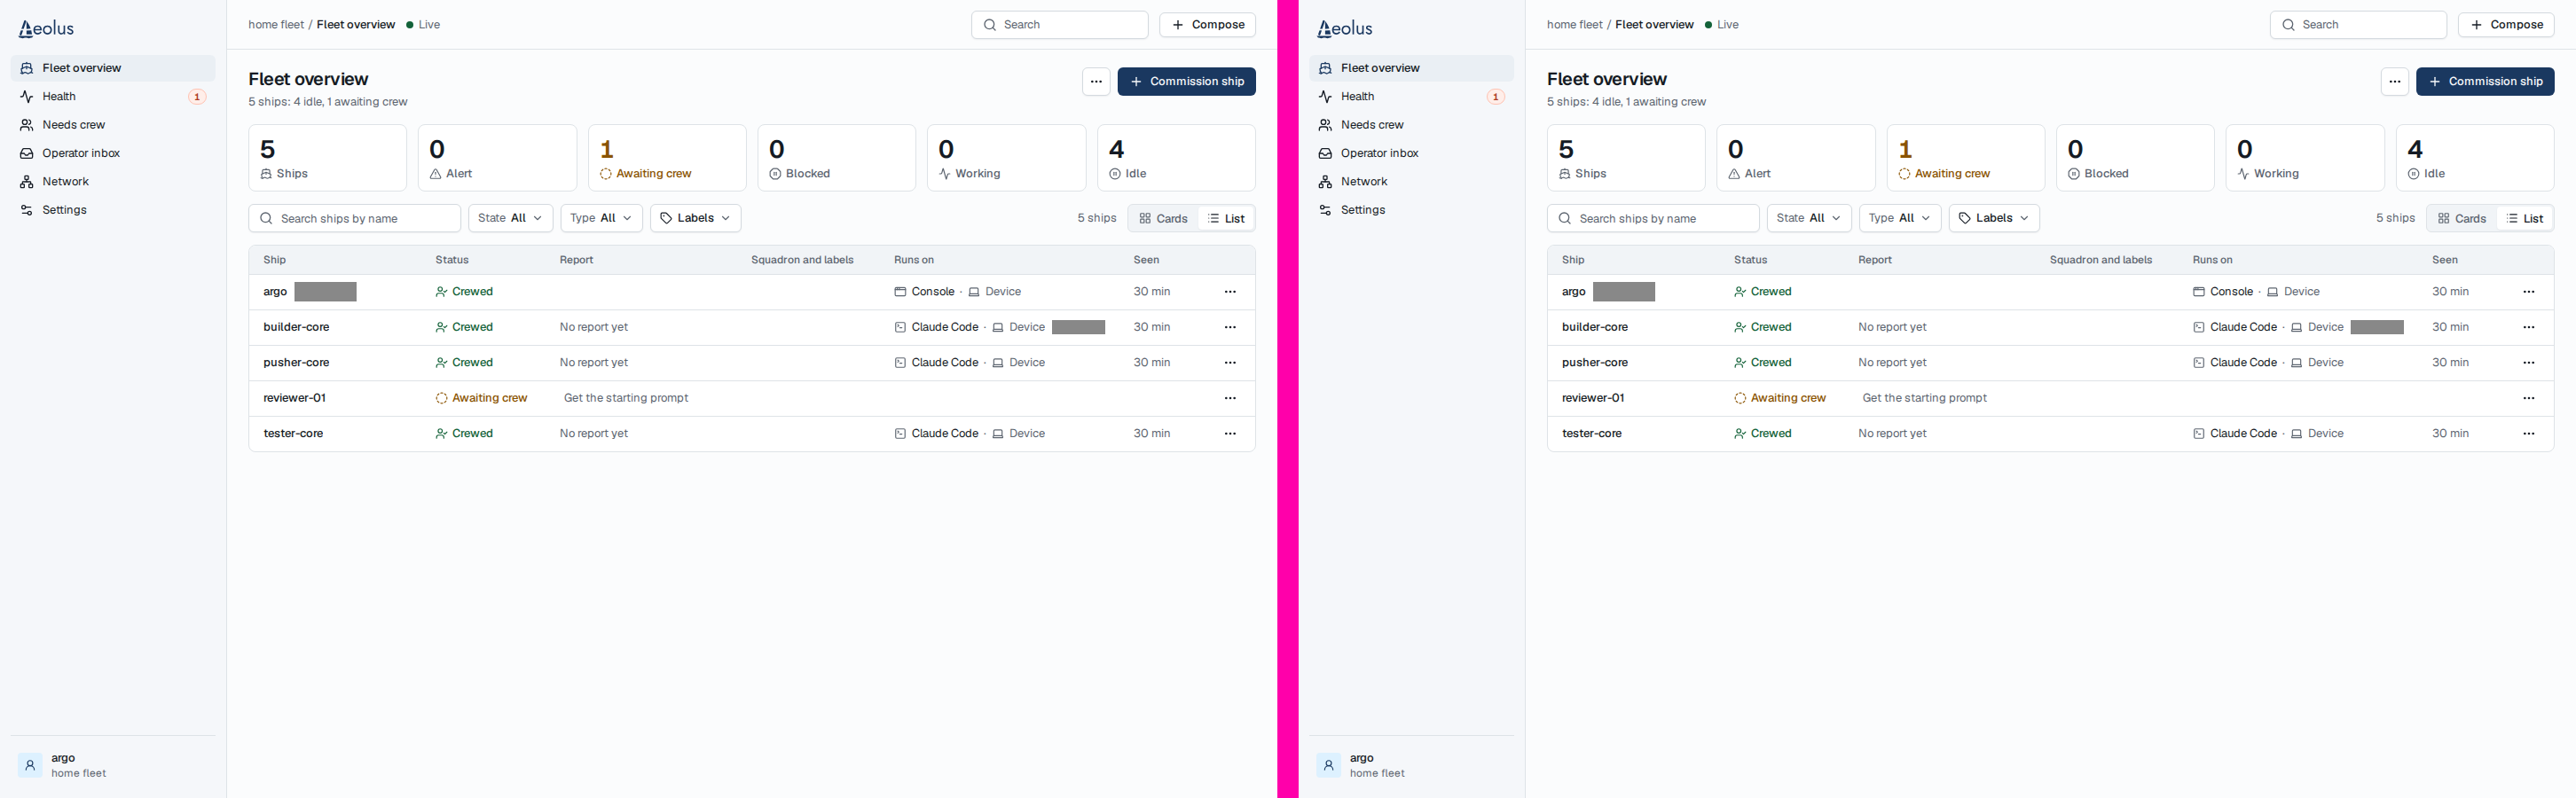 Aeolus
home fleet / Fleet overview Live
Search
Compose
Fleet overview
Health 1
Needs crew
Operator inbox
Network
Settings
Fleet overview
5 ships: 4 idle, 1 awaiting crew
Commission ship
5 Ships
0 Alert
1 Awaiting crew
0 Blocked
0 Working
4 Idle
Search ships by name
State All
Type All
Labels
5 ships
Cards
List
Ship Status Report Squadron and labels Runs on Seen
argo Crewed Console · Device 30 min
builder-core Crewed No report yet Claude Code · Device 30 min
pusher-core Crewed No report yet Claude Code · Device 30 min
reviewer-01 Awaiting crew Get the starting prompt
tester-core Crewed No report yet Claude Code · Device 30 min
argo
home fleet
Aeolus
home fleet / Fleet overview Live
Search
Compose
Fleet overview
Health 1
Needs crew
Operator inbox
Network
Settings
Fleet overview
5 ships: 4 idle, 1 awaiting crew
Commission ship
5 Ships
0 Alert
1 Awaiting crew
0 Blocked
0 Working
4 Idle
Search ships by name
State All
Type All
Labels
5 ships
Cards
List
Ship Status Report Squadron and labels Runs on Seen
argo Crewed Console · Device 30 min
builder-core Crewed No report yet Claude Code · Device 30 min
pusher-core Crewed No report yet Claude Code · Device 30 min
reviewer-01 Awaiting crew Get the starting prompt
tester-core Crewed No report yet Claude Code · Device 30 min
argo
home fleet